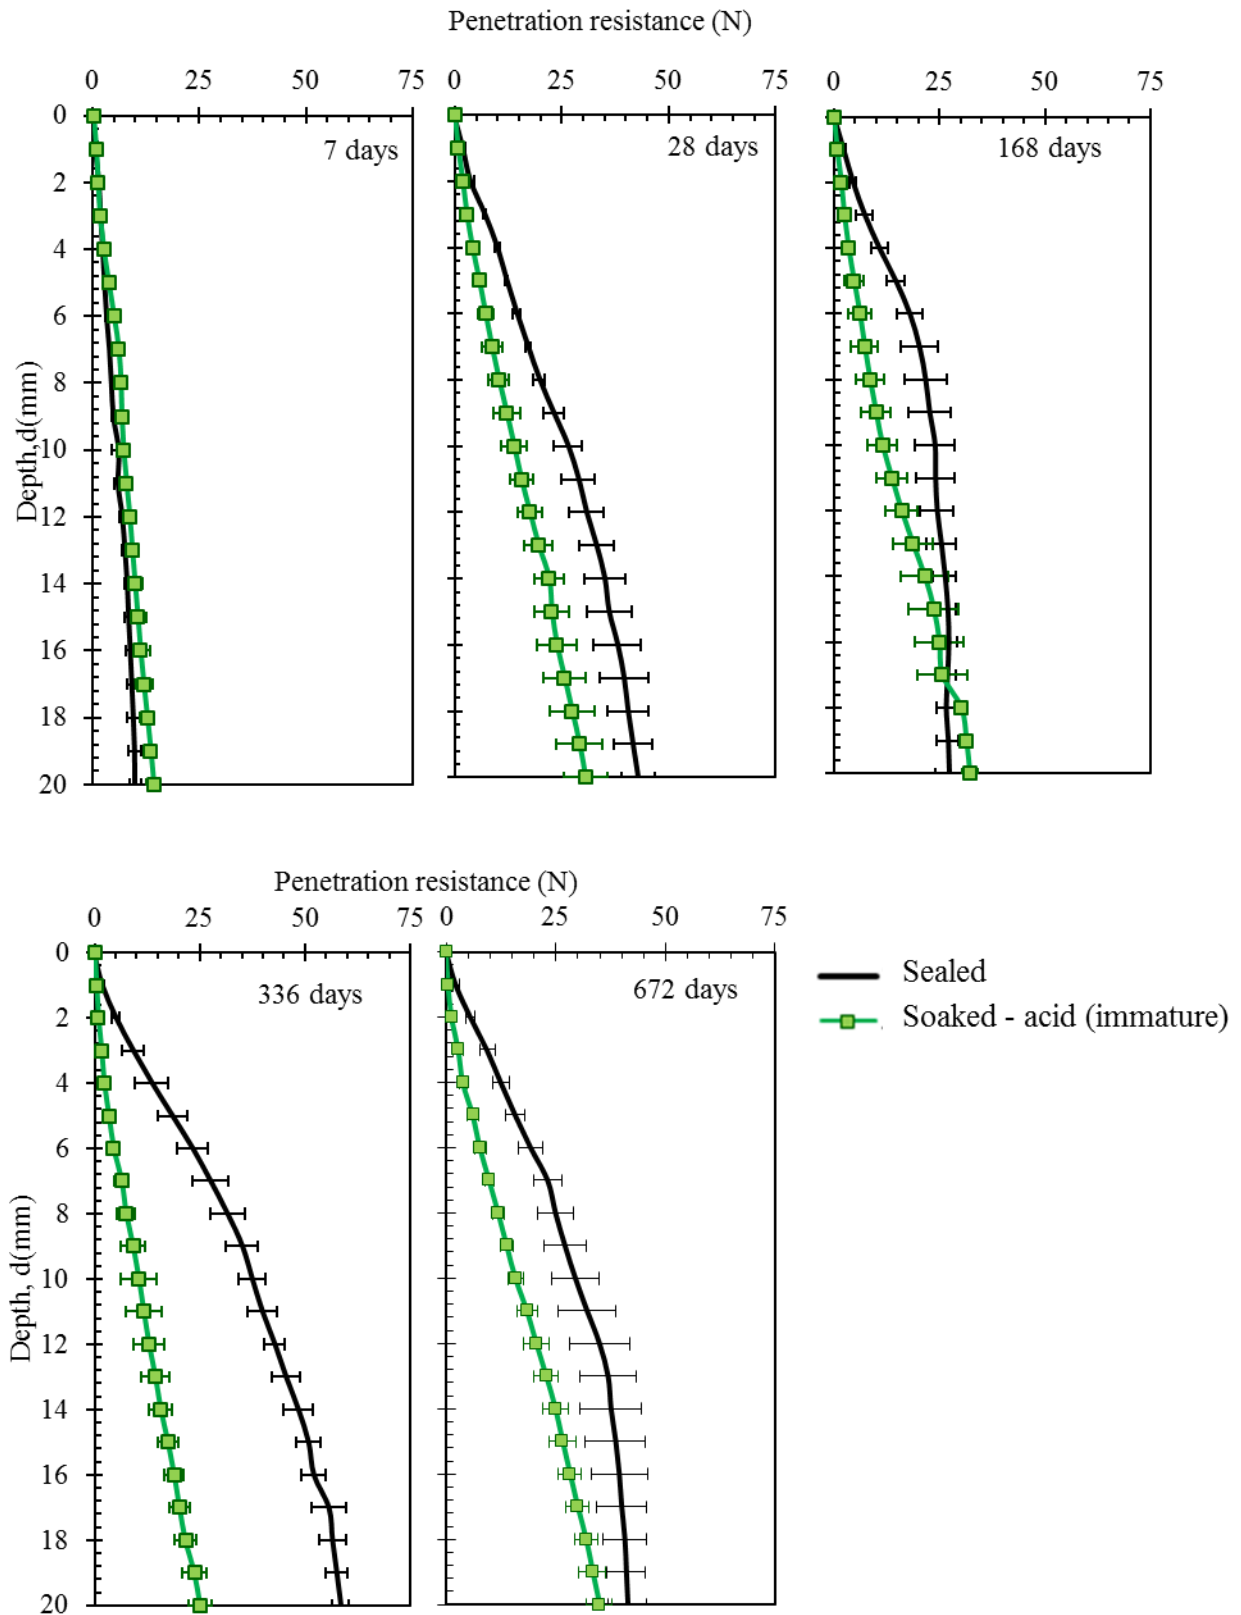 Penetration resistance (N)
0 25 50 75
0 25 50 75
0 25 50 75
7 days
28 days
168 days
Depth,d(mm)
0
2
4
6
8
10
12
14
16
18
20
Penetration resistance (N)
0 25 50 75
0 25 50 75
336 days
672 days
Sealed
Soaked - acid (immature)
Depth, d(mm)
0
2
4
6
8
10
12
14
16
18
20